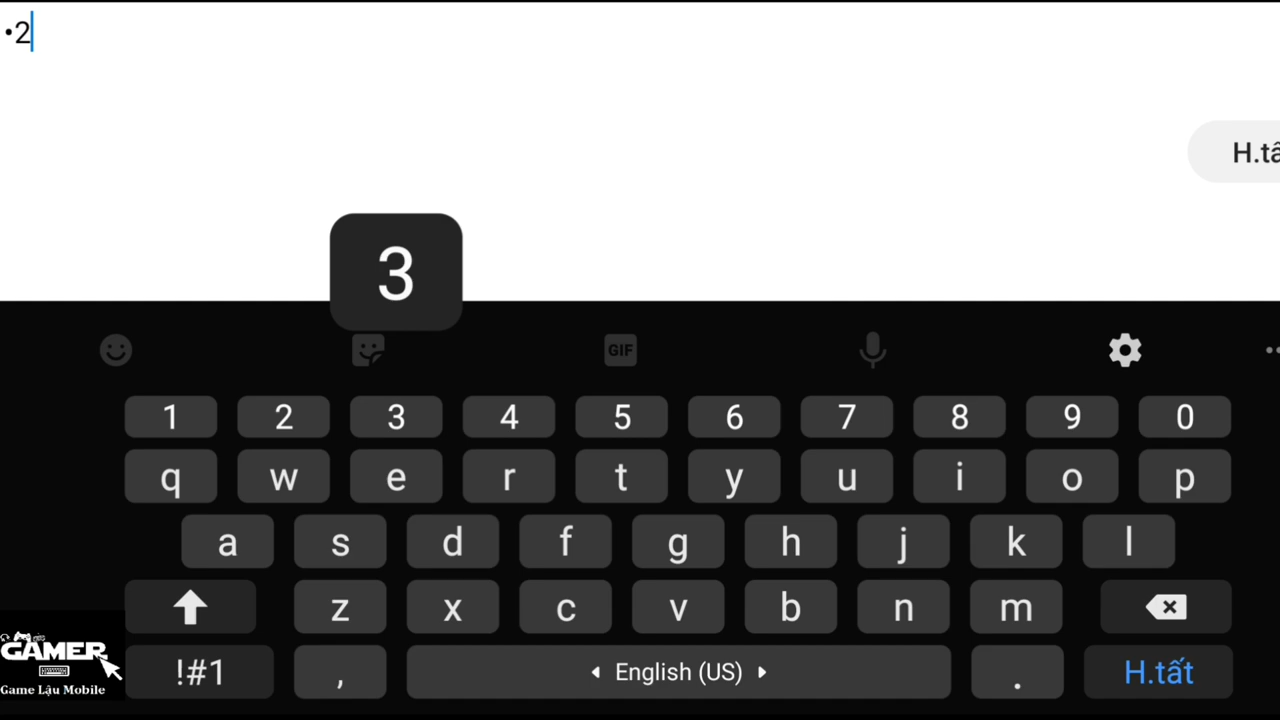 •2
H.tấ
3
GIF
1 2 3 4 5 6 7 8 9 0
q w e r t y u i o p
a s d f g h j k l
z x c v b n m
!#1 , English (US) . H.tất
GAMER
Game Lậu Mobile